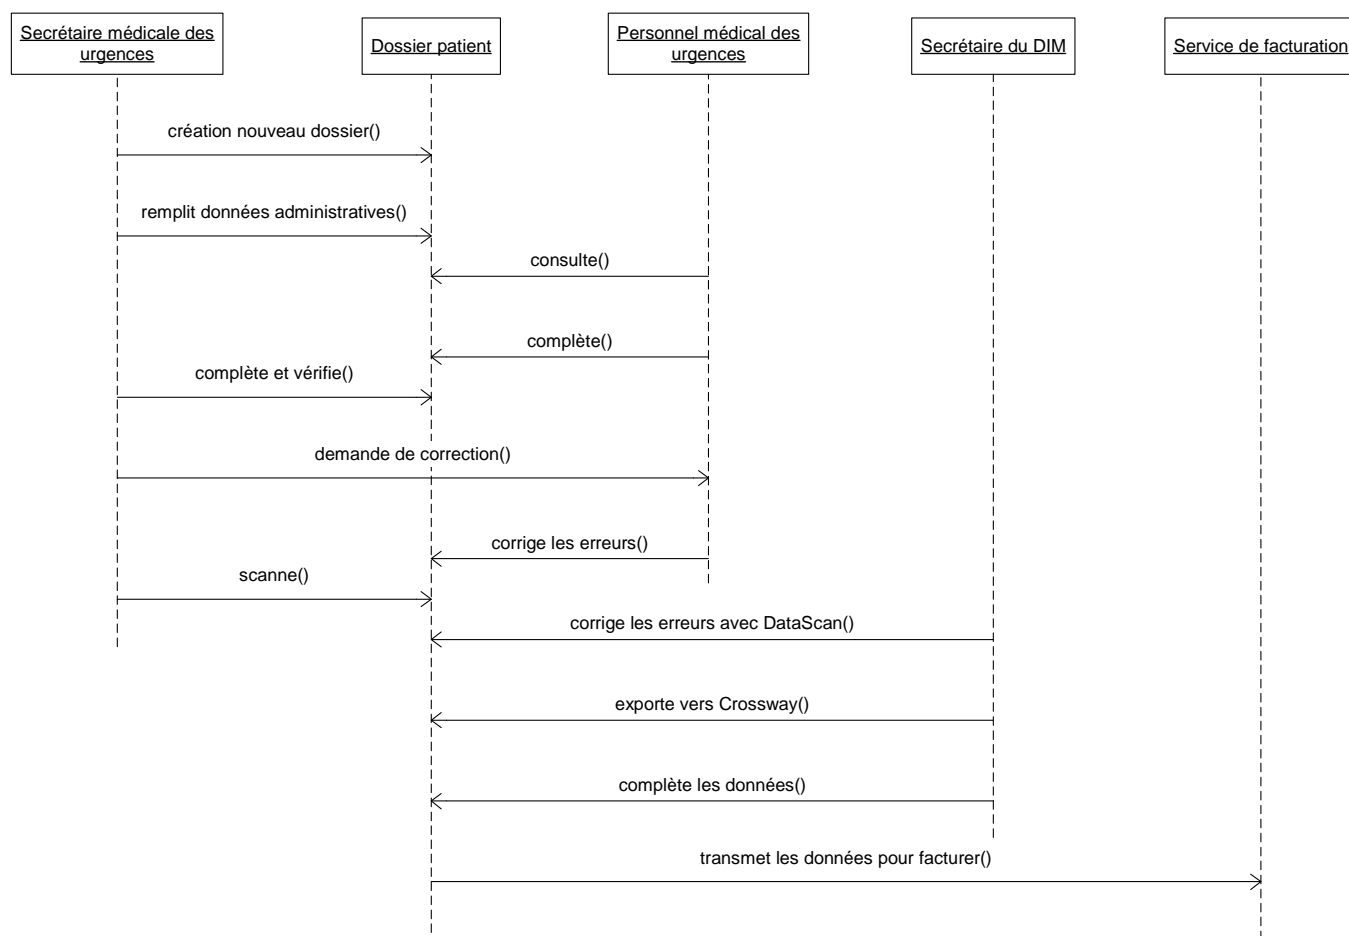 Secrétaire médicale des
urgences
Dossier patient
Personnel médical des
urgences
Secrétaire du DIM
Service de facturation
création nouveau dossier()
remplit données administratives()
consulte()
complète()
complète et vérifie()
demande de correction()
corrige les erreurs()
scanne()
corrige les erreurs avec DataScan()
exporte vers Crossway()
complète les données()
transmet les données pour facturer()